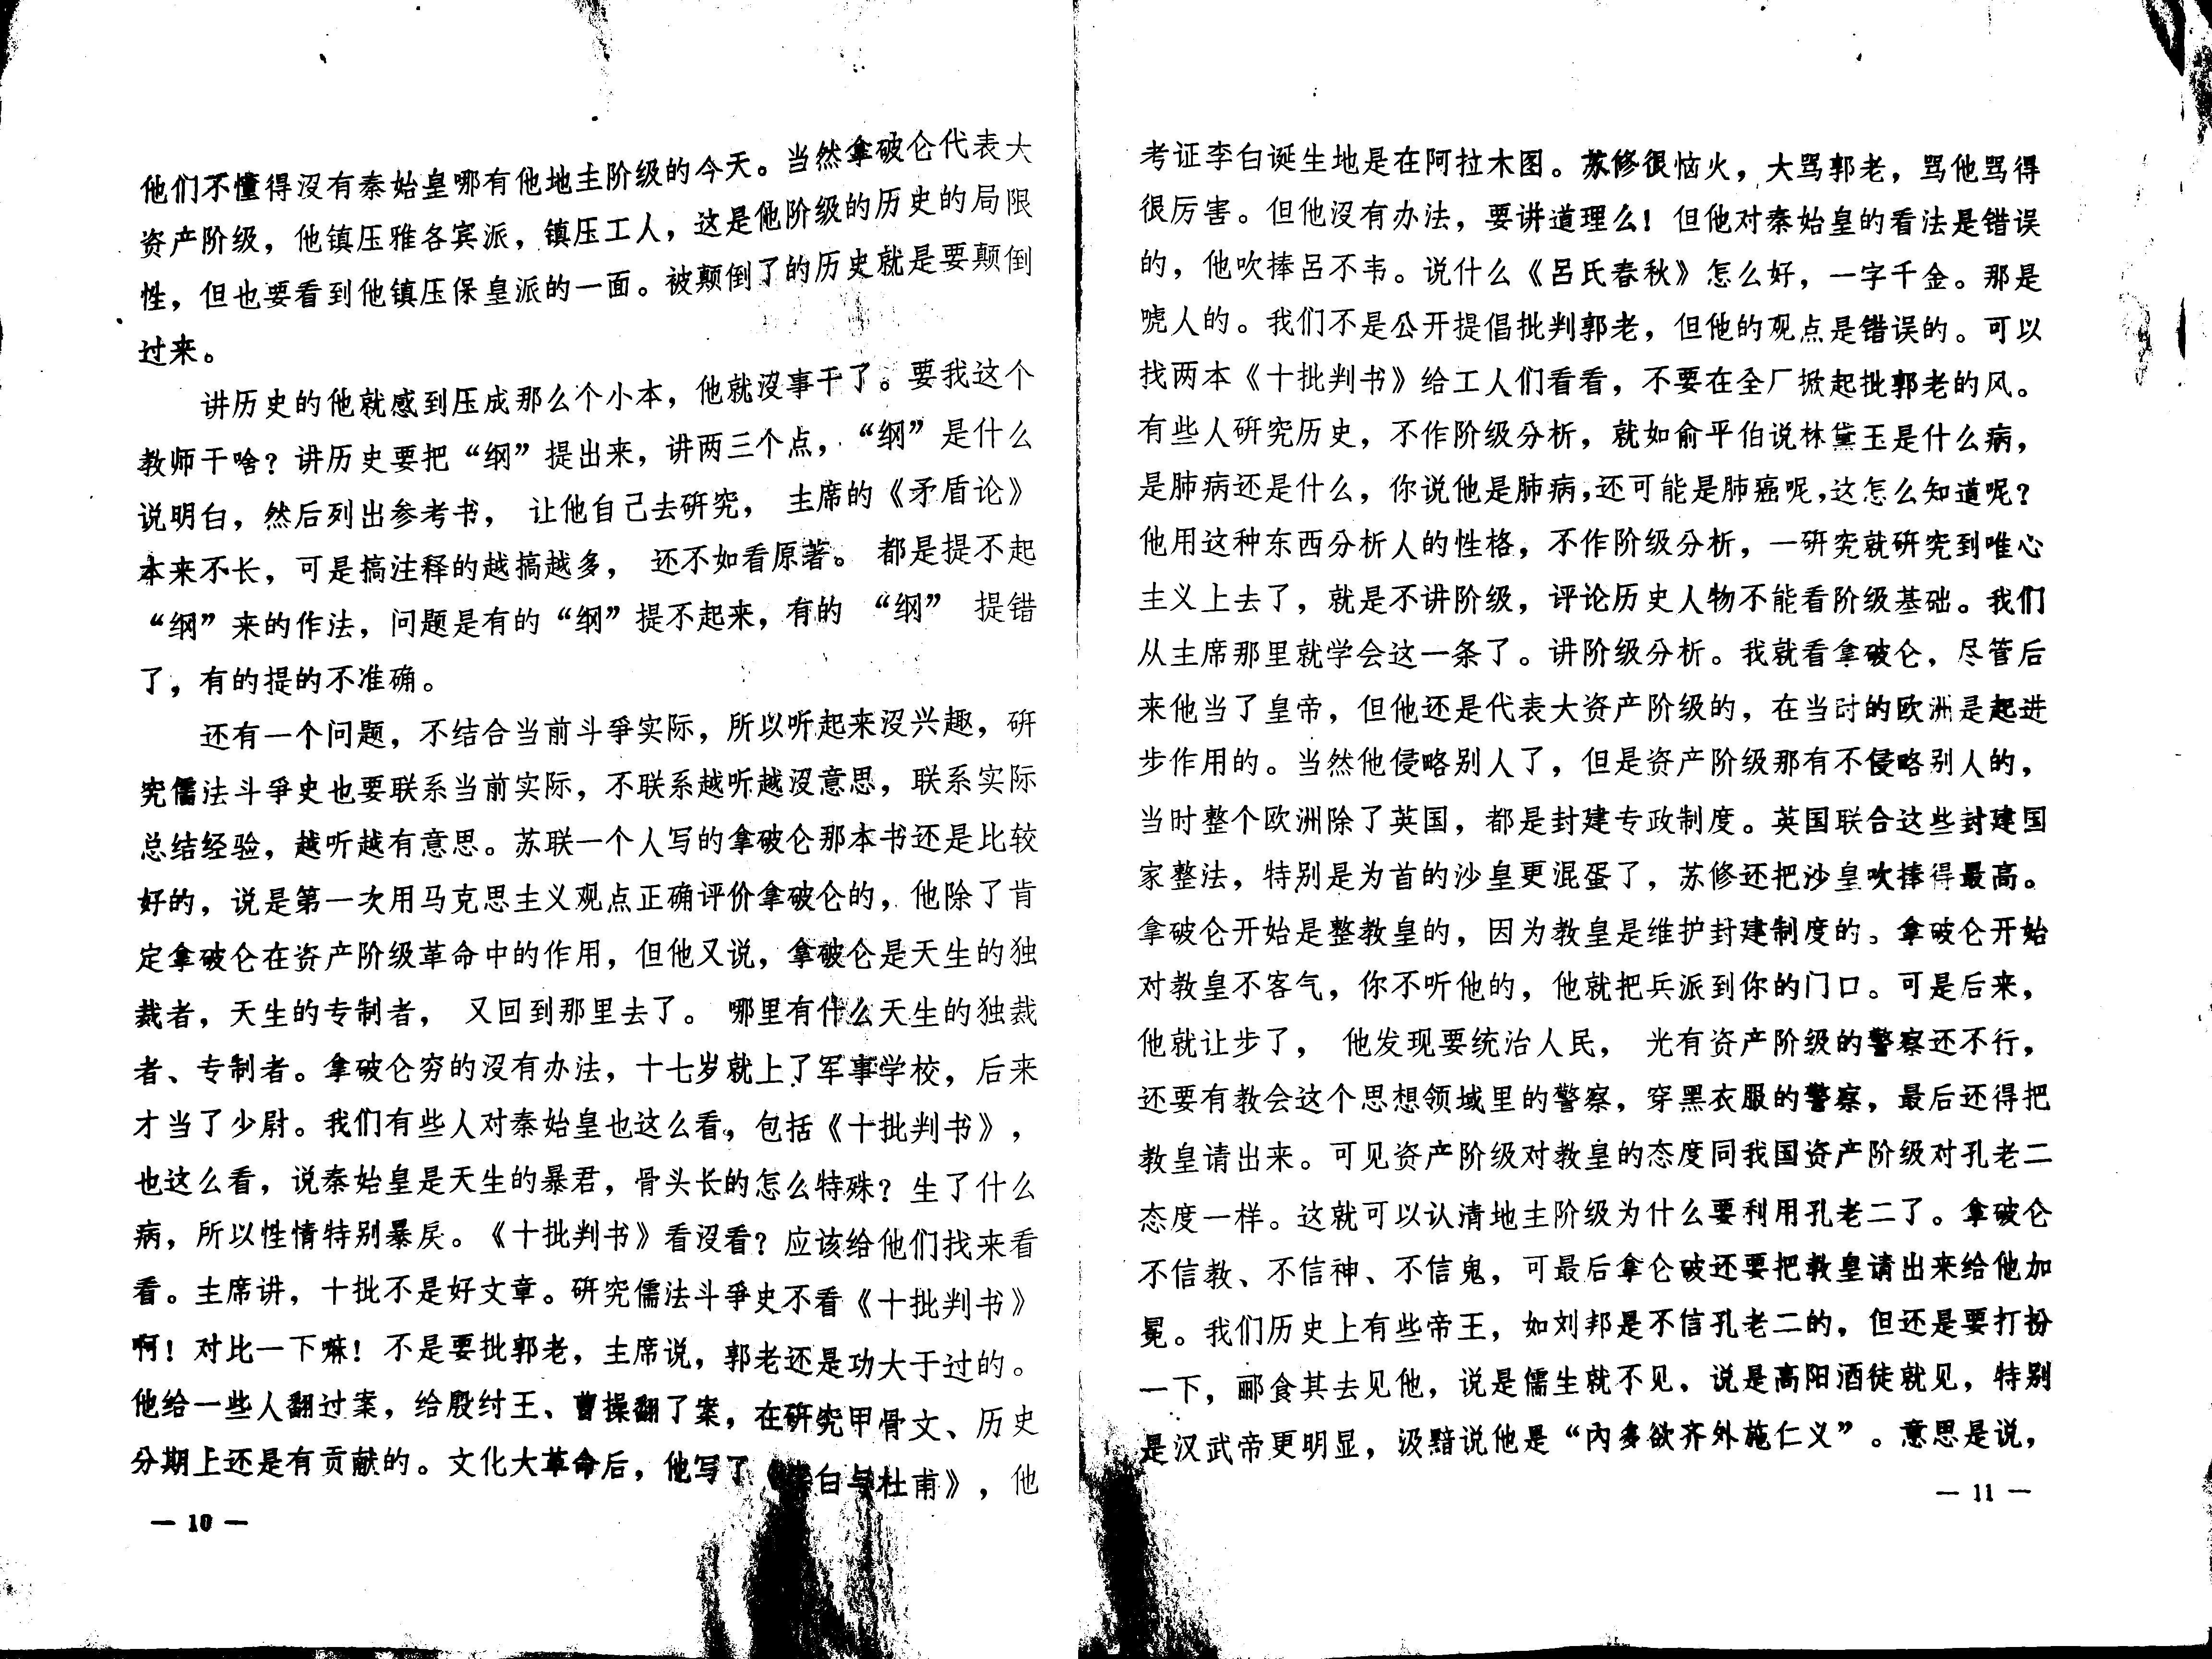 他们不懂得沒有秦始皇哪有他地主阶级的今天。当然拿破仑代表大
资产阶级，他镇压雅各宾派，镇压工人，这是他阶级的历史的局限
性，但也要看到他镇压保皇派的一面。被颠倒了的历史就是要颠倒
过来。
讲历史的他就感到压成那么个小本，他就沒事干了。要我这个
教师干啥？讲历史要把“纲”提出来，讲两三个点，“纲”是什么
说明白，然后列出参考书，让他自己去研究，主席的《矛盾论》
本来不长，可是搞注释的越搞越多，还不如看原著。都是提不起
“纲”来的作法，问题是有的“纲”提不起来，有的“纲”提错
了，有的提的不准确。
还有一个问题，不结合当前斗爭实际，所以听起来沒兴趣，研
究儒法斗爭史也要联系当前实际，不联系越听越沒意思，联系实际
总结经验，越听越有意思。苏联一个人写的拿破仑那本书还是比较
好的，说是第一次用马克思主义观点正确评价拿破仑的，他除了肯
定拿破仑在资产阶级革命中的作用，但他又说，拿破仑是天生的独
裁者，天生的专制者，又回到那里去了。哪里有什么天生的独裁
者、专制者。拿破仑穷的沒有办法，十七岁就上了军事学校，后来
才当了少尉。我们有些人对秦始皇也这么看，包括《十批判书》，
也这么看，说秦始皇是天生的暴君，骨头长的怎么特殊？生了什么
病，所以性情特别暴戾。《十批判书》看沒看？应该给他们找来看
看。主席讲，十批不是好文章。研究儒法斗爭史不看《十批判书》
啊！对比一下嘛！不是要批郭老，主席说，郭老还是功大于过的。
他给一些人翻过案，给殷纣王、曹操翻了案，在研究甲骨文、历史
分期上还是有贡献的。文化大革命后，他写了《李白与杜甫》，他
— 10 —
考证李白诞生地是在阿拉木图。苏修很恼火，大骂郭老，骂他骂得
很厉害。但他沒有办法，要讲道理么！但他对秦始皇的看法是错误
的，他吹捧吕不韦。说什么《吕氏春秋》怎么好，一字千金。那是
唬人的。我们不是公开提倡批判郭老，但他的观点是错误的。可以
找两本《十批判书》给工人们看看，不要在全厂掀起批郭老的风。
有些人研究历史，不作阶级分析，就如俞平伯说林黛玉是什么病，
是肺病还是什么，你说他是肺病，还可能是肺癌呢，这怎么知道呢？
他用这种东西分析人的性格，不作阶级分析，一研究就研究到唯心
主义上去了，就是不讲阶级，评论历史人物不能看阶级基础。我们
从主席那里就学会这一条了。讲阶级分析。我就看拿破仑，尽管后
来他当了皇帝，但他还是代表大资产阶级的，在当时的欧洲是起进
步作用的。当然他侵略别人了，但是资产阶级那有不侵略别人的，
当时整个欧洲除了英国，都是封建专政制度。英国联合这些封建国
家整法，特别是为首的沙皇更混蛋了，苏修还把沙皇吹捧得最高。
拿破仑开始是整教皇的，因为教皇是维护封建制度的。拿破仑开始
对教皇不客气，你不听他的，他就把兵派到你的门口。可是后来，
他就让步了，他发现要统治人民，光有资产阶级的警察还不行，
还要有教会这个思想领域里的警察，穿黑衣服的警察，最后还得把
教皇请出来。可见资产阶级对教皇的态度同我国资产阶级对孔老二
态度一样。这就可以认清地主阶级为什么要利用孔老二了。拿破仑
不信教、不信神、不信鬼，可最后拿仑破还要把教皇请出来给他加
冕。我们历史上有些帝王，如刘邦是不信孔老二的，但还是要打扮
一下，郦食其去见他，说是儒生就不见，说是高阳酒徒就见，特别
是汉武帝更明显，汲黯说他是“內多欲齐外施仁义”。意思是说，
— 11 —